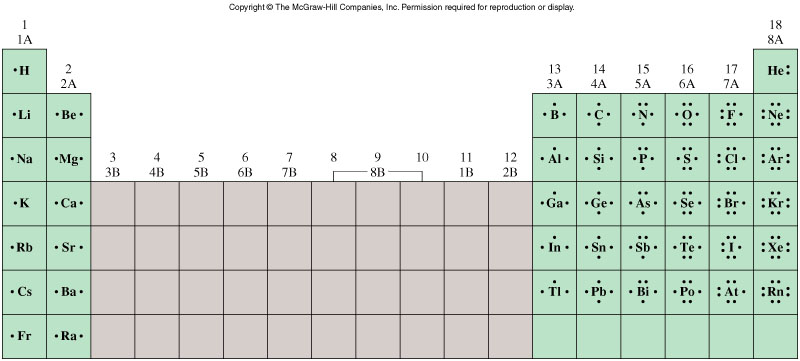 Copyright © The McGraw-Hill Companies, Inc. Permission required for reproduction or display.
1 18
1A 8A
H He
2 13 14 15 16 17
2A 3A 4A 5A 6A 7A
Li Be B C N O F Ne
3 4 5 6 7 8 9 10 11 12
3B 4B 5B 6B 7B 8B 1B 2B
Na Mg Al Si P S Cl Ar
K Ca Ga Ge As Se Br Kr
Rb Sr In Sn Sb Te I Xe
Cs Ba Tl Pb Bi Po At Rn
Fr Ra